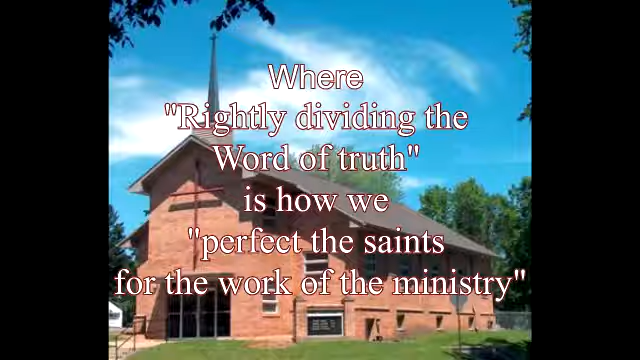 Where
"Rightly dividing the
Word of truth"
is how we
"perfect the saints
for the work of the ministry"